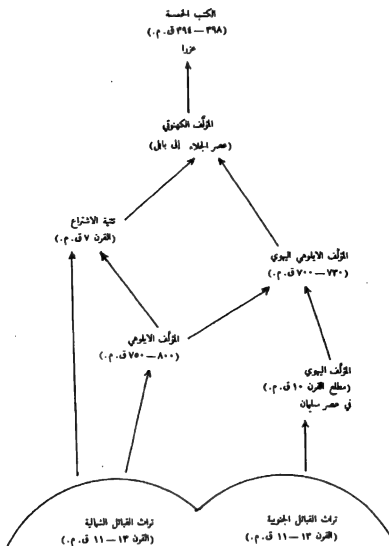 الكتب الخمسة
(٣٩٨ — ٣٩٤ ق.م.)
عزرا
المؤلف الكهنوتي
(عصر الجلاء إلى بابل)
تثنية الاشتراع
(القرن ٧ ق.م.)
المؤلف الايلوهي اليهوي
(٧٣٠ — ٧٠٠ ق.م.)
المؤلف الايلوهي
(٨٠٠ — ٧٥٠ ق.م.)
المؤلف اليهوي
(مطلع القرن ١٠ ق.م.)
في عصر سليمان
تراث القبائل الشمالية
(القرن ١٣ — ١١ ق.م.)
تراث القبائل الجنوبية
(القرن ١٣ — ١١ ق.م.)